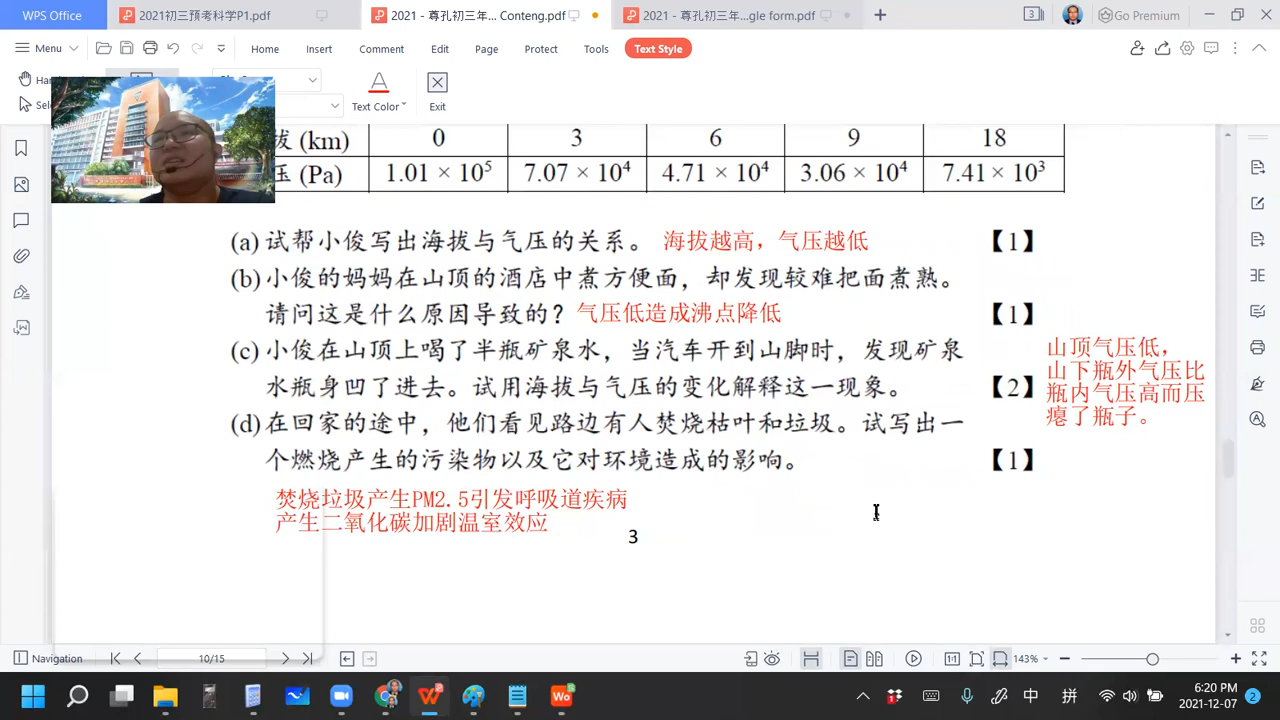 WPS Office
2021初三预考科学P1.pdf
2021 - 尊孔初三年... Conteng.pdf
2021 - 尊孔初三年...gle form.pdf
3
Go Premium
Menu
Home
Insert
Comment
Edit
Page
Protect
Tools
Text Style
Text Color
Exit
拔 (km) 0 3 6 9 18
压 (Pa) 1.01 × 10⁵ 7.07 × 10⁴ 4.71 × 10⁴ 3.06 × 10⁴ 7.41 × 10³
(a) 试帮小俊写出海拔与气压的关系。 海拔越高，气压越低 【1】
(b) 小俊的妈妈在山顶的酒店中煮方便面，却发现较难把面煮熟。
请问这是什么原因导致的？ 气压低造成沸点降低 【1】
(c) 小俊在山顶上喝了半瓶矿泉水，当汽车开到山脚时，发现矿泉
水瓶身凹了进去。试用海拔与气压的变化解释这一现象。 【2】
山顶气压低，
山下瓶外气压比
瓶内气压高而压
瘪了瓶子。
(d) 在回家的途中，他们看见路边有人焚烧枯叶和垃圾。试写出一
个燃烧产生的污染物以及它对环境造成的影响。 【1】
焚烧垃圾产生PM2.5引发呼吸道疾病
产生二氧化碳加剧温室效应
3
Navigation
10/15
1:1
143%
中
拼
6:20 PM
2021-12-07
2